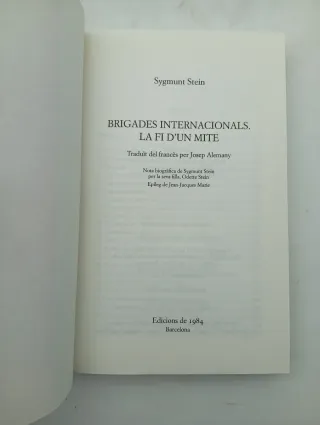 Sygmunt Stein
BRIGADES INTERNACIONALS.
LA FI D'UN MITE
Traduït del francès per Josep Alemany
Nota biogràfica de Sygmunt Stein
per la seva filla, Odette Stein
Epíleg de Jean-Jacques Marie
Edicions de 1984
Barcelona